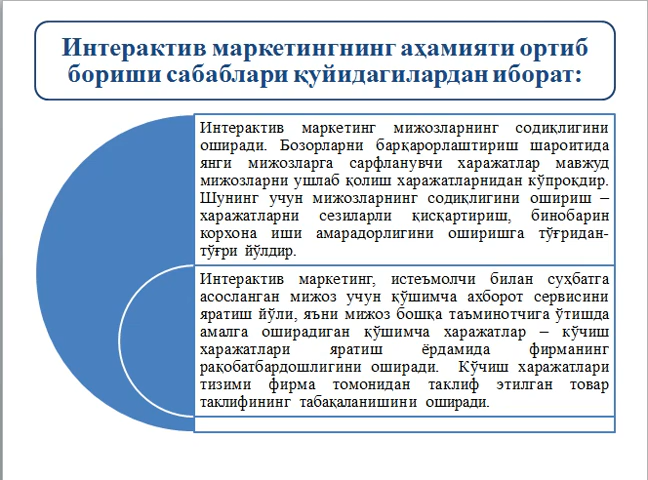 Интерактив маркетингнинг аҳамияти ортиб
бориши сабаблари қуйидагилардан иборат:
Интерактив маркетинг мижозларнинг содиқлигини
оширади. Бозорларни барқарорлаштириш шароитида
янги мижозларга сарфланувчи харажатлар мавжуд
мижозларни ушлаб қолиш харажатларнидан кўпроқдир.
Шунинг учун мижозларнинг содиқлигини ошириш –
харажатларни сезиларли қисқартириш, бинобарин
корхона иши амарадорлигини оширишга тўғридан-
тўғри йўлдир.
Интерактив маркетинг, истеъмолчи билан суҳбатга
асосланган мижоз учун қўшимча ахборот сервисини
яратиш йўли, яъни мижоз бошқа таъминотчига ўтишда
амалга оширадиган қўшимча харажатлар – кўчиш
харажатлари яратиш ёрдамида фирманинг
рақобатбардошлигини оширади. Кўчиш харажатлари
тизими фирма томонидан таклиф этилган товар
таклифининг табақаланишини оширади.